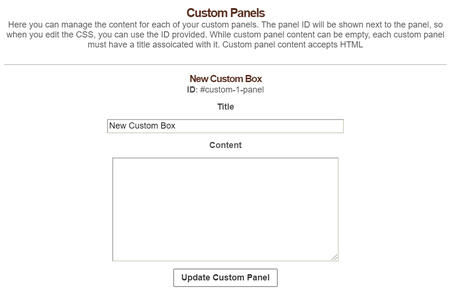 Custom Panels
Here you can manage the content for each of your custom panels. The panel ID will be shown next to the panel, so
when you edit the CSS, you can use the ID provided. While custom panel content can be empty, each custom panel
must have a title assoicated with it. Custom panel content accepts HTML
New Custom Box
ID: #custom-1-panel
Title
New Custom Box
Content
Update Custom Panel